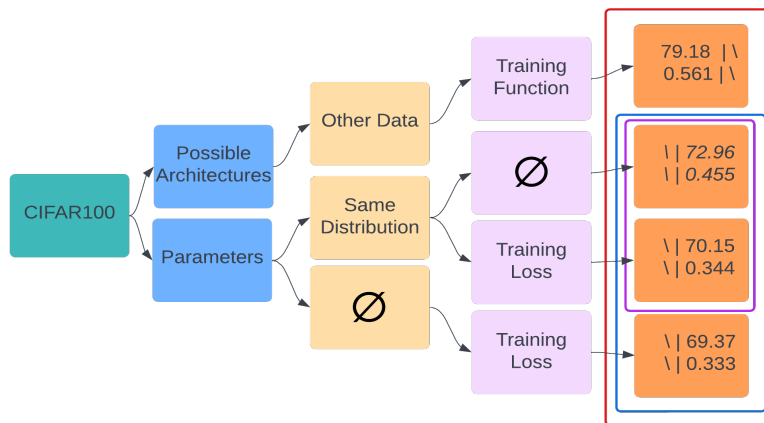 CIFAR100
Possible
Architectures
Parameters
Other Data
Same
Distribution
∅
Training
Function
∅
Training
Loss
Training
Loss
79.18 | \
0.561 | \
\ | 72.96
\ | 0.455
\ | 70.15
\ | 0.344
\ | 69.37
\ | 0.333